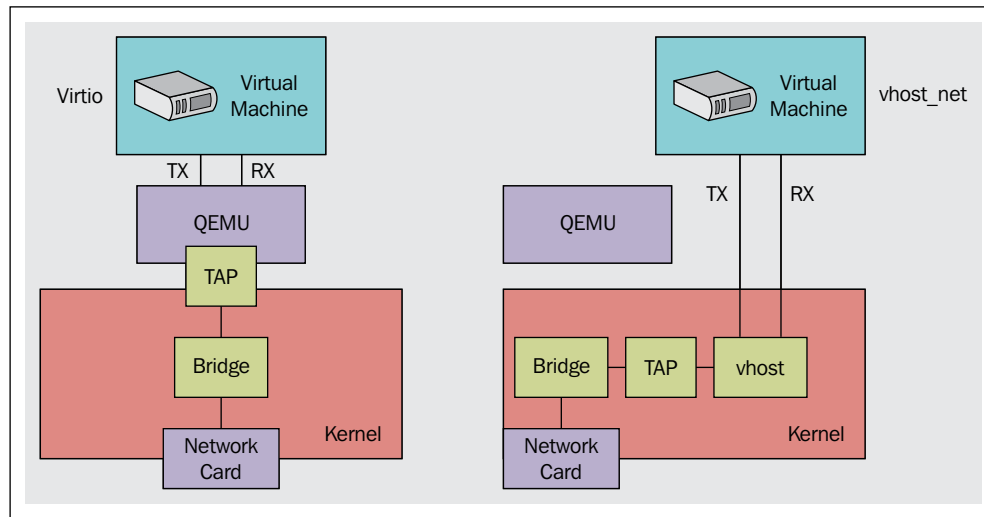 Virtio
Virtual
Machine
TX
RX
QEMU
TAP
Bridge
Kernel
Network
Card
Virtual
Machine
vhost_net
TX
RX
QEMU
Bridge
TAP
vhost
Kernel
Network
Card